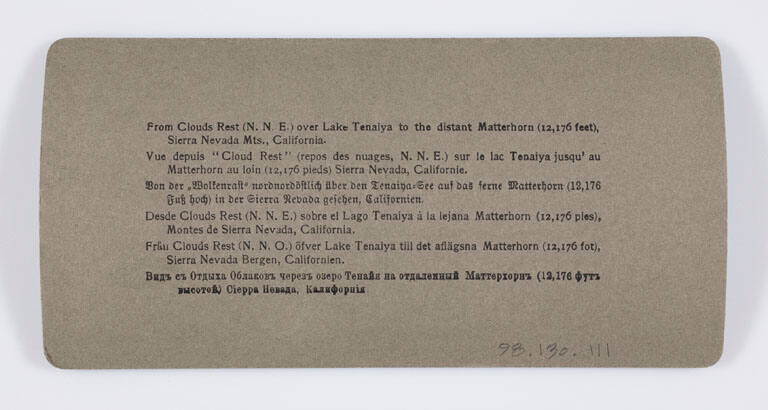 From Clouds Rest (N. N. E.) over Lake Tenaiya to the distant Matterhorn (12,176 feet),
Sierra Nevada Mts., California.
Vue depuis "Cloud Rest" (repos des nuages, N. N. E.) sur le lac Tenaiya jusqu' au
Matterhorn au loin (12,176 pieds) Sierra Nevada, Californie.
Von der „Wolkenrast" nordnordöstlich über den Tenaiya-See auf das ferne Matterhorn (12,176
Fuß hoch) in der Sierra Nevada gesehen, Californien.
Desde Clouds Rest (N. N. E.) sobre el Lago Tenaiya á la lejana Matterhorn (12,176 pies),
Montes de Sierra Nevada, California.
Från Clouds Rest (N. N. O.) öfver Lake Tenaiya till det aflägsna Matterhorn (12,176 fot),
Sierra Nevada Bergen, Californien.
Видъ съ Отдыха Облаковъ черезъ озеро Тенайя на отдаленный Маттерхорнъ (12,176 футъ
высотой) Сіерра Невада, Калифорнія
98.130.111